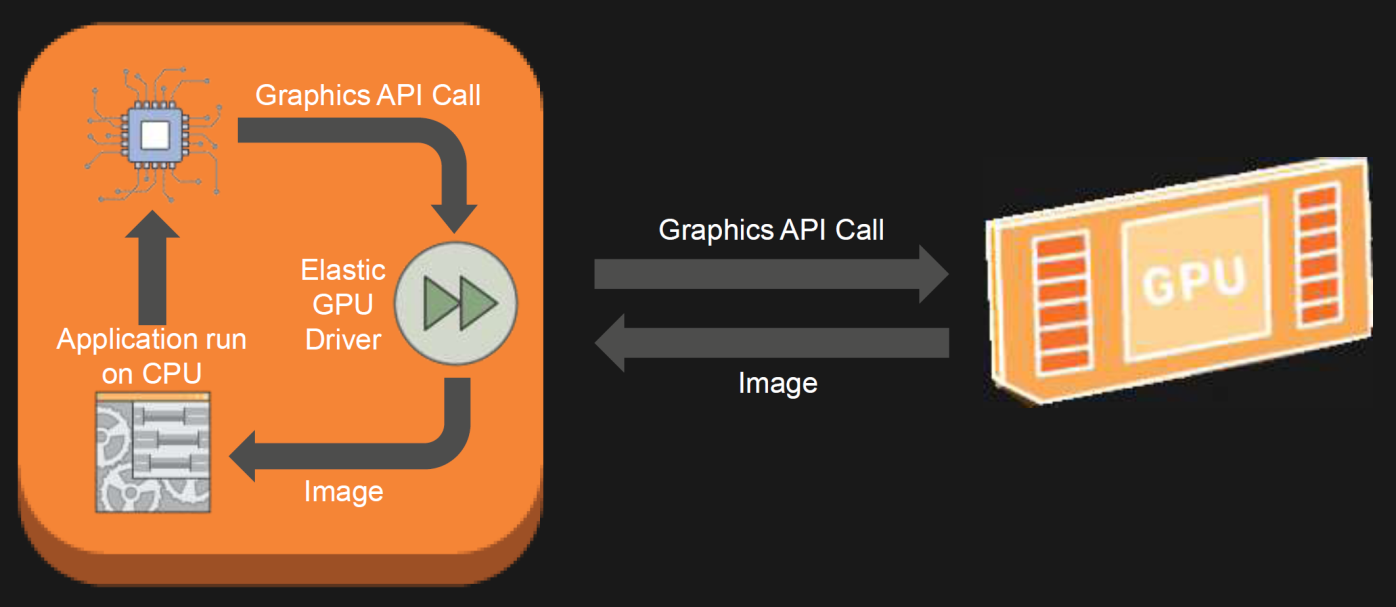 Graphics API Call
Elastic
GPU
Driver
Application run
on CPU
Image
Graphics API Call
Image
GPU